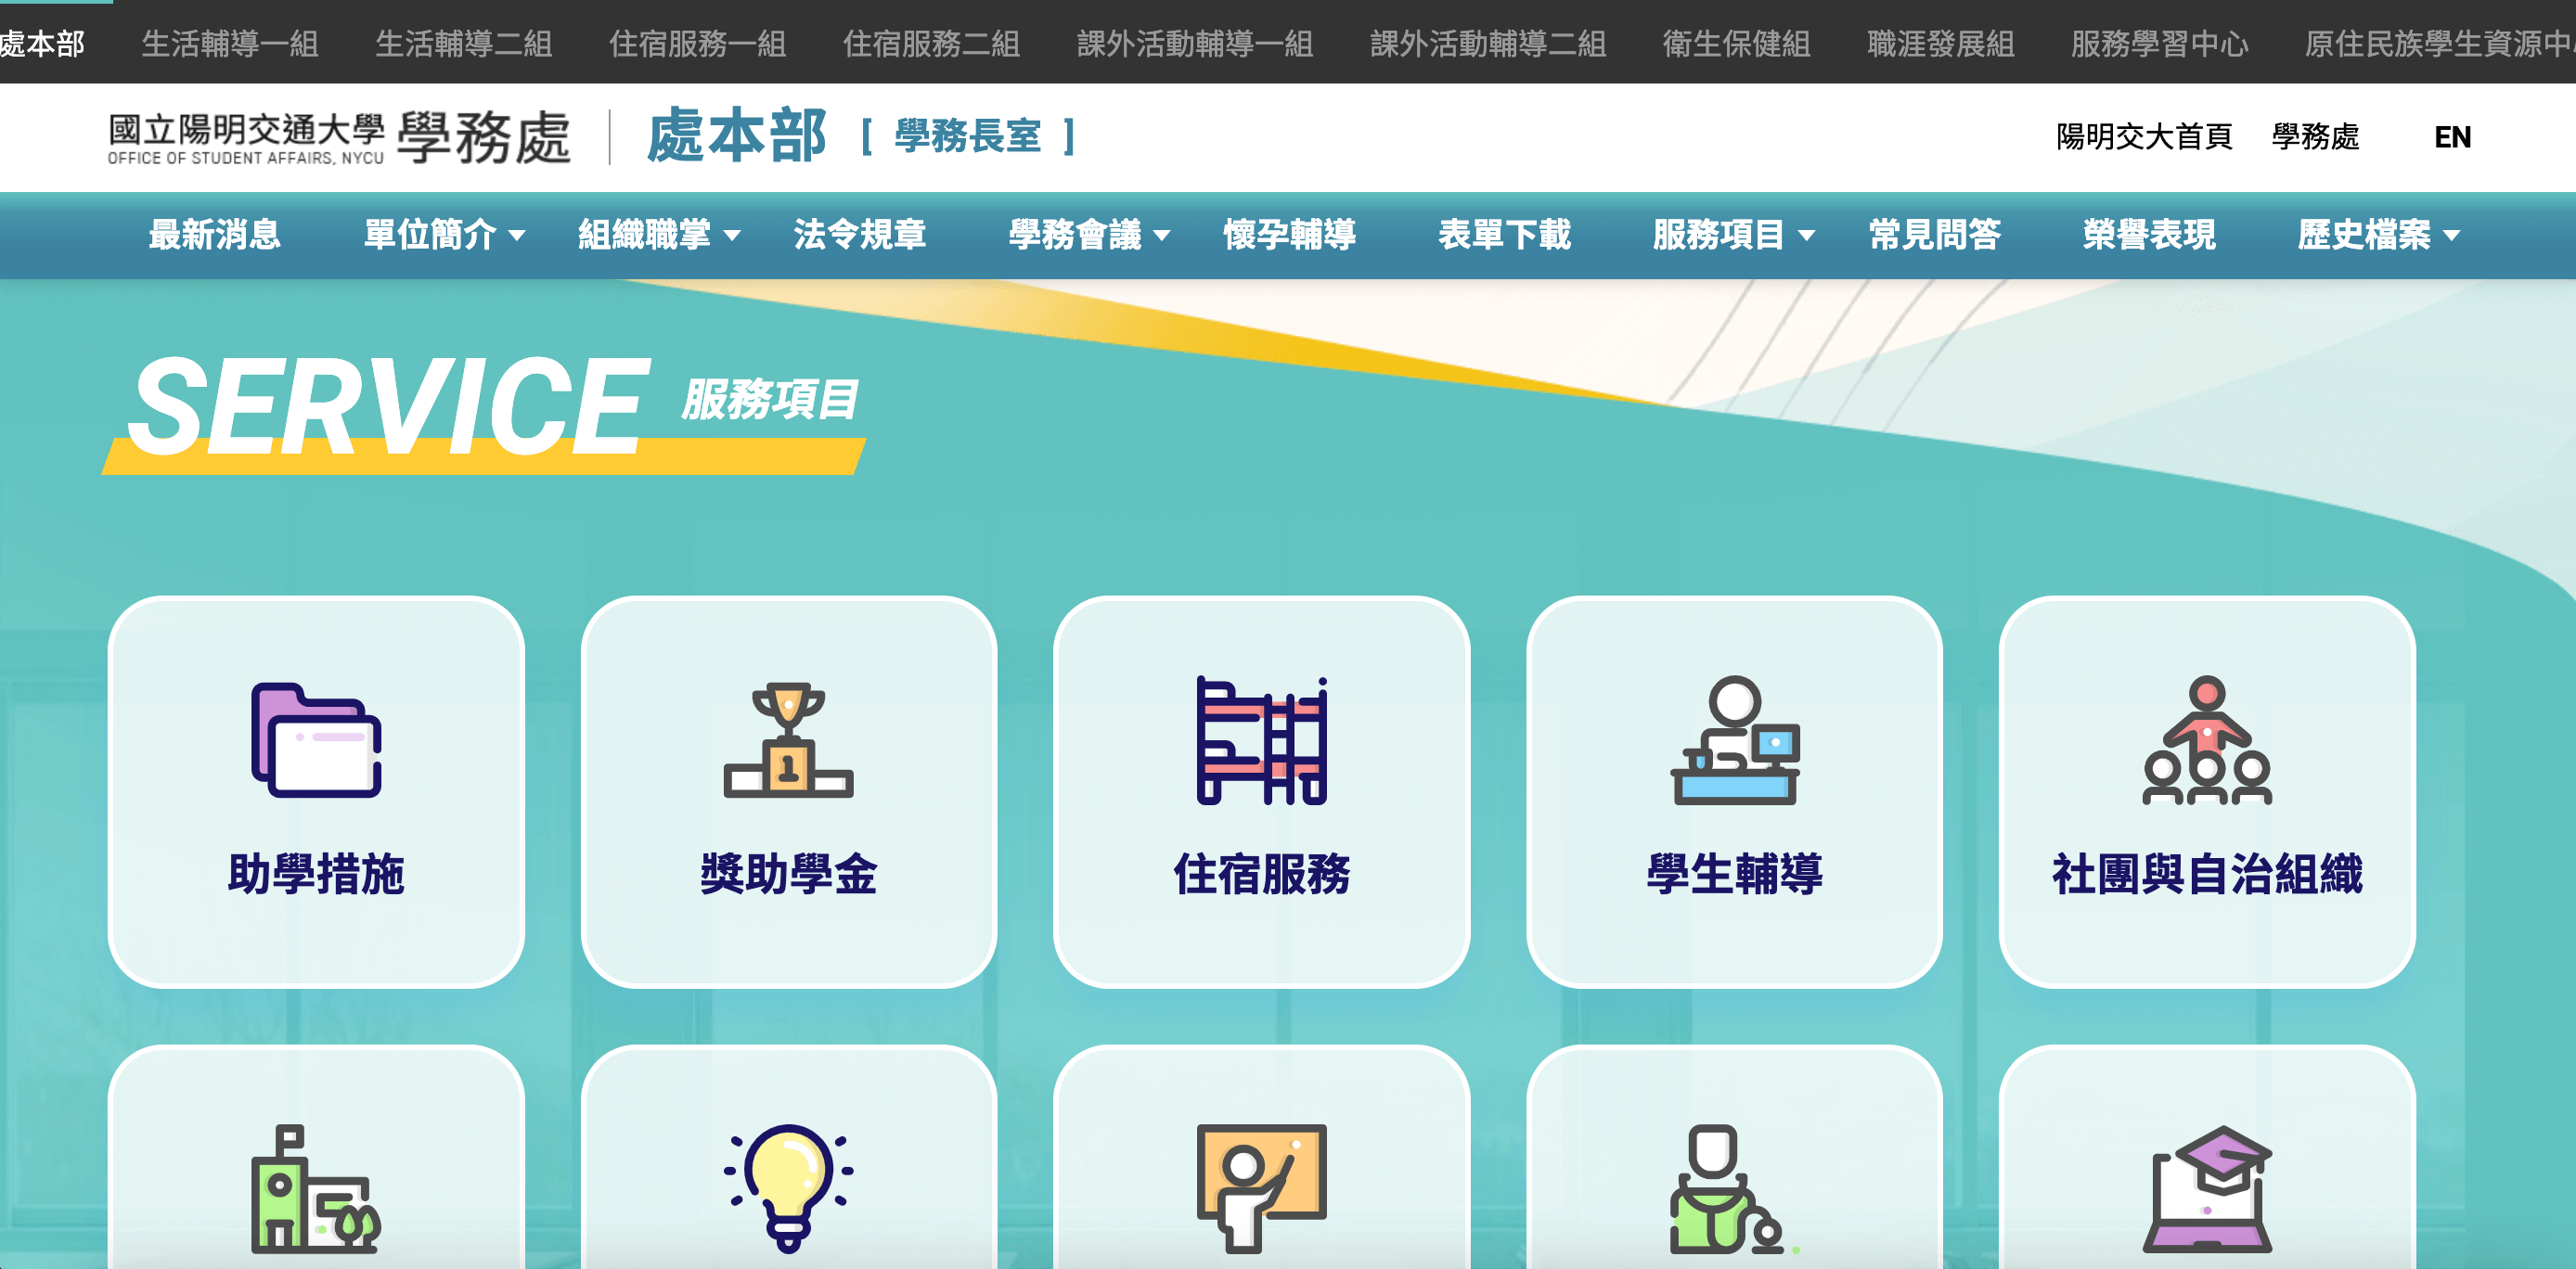 處本部 生活輔導一組 生活輔導二組 住宿服務一組 住宿服務二組 課外活動輔導一組 課外活動輔導二組 衛生保健組 職涯發展組 服務學習中心 原住民族學生資源中
國立陽明交通大學 學務處 處本部 [ 學務長室 ] 陽明交大首頁 學務處 EN
OFFICE OF STUDENT AFFAIRS, NYCU
最新消息 單位簡介 組織職掌 法令規章 學務會議 懷孕輔導 表單下載 服務項目 常見問答 榮譽表現 歷史檔案
SERVICE 服務項目
1
助學措施 獎助學金 住宿服務 學生輔導 社團與自治組織